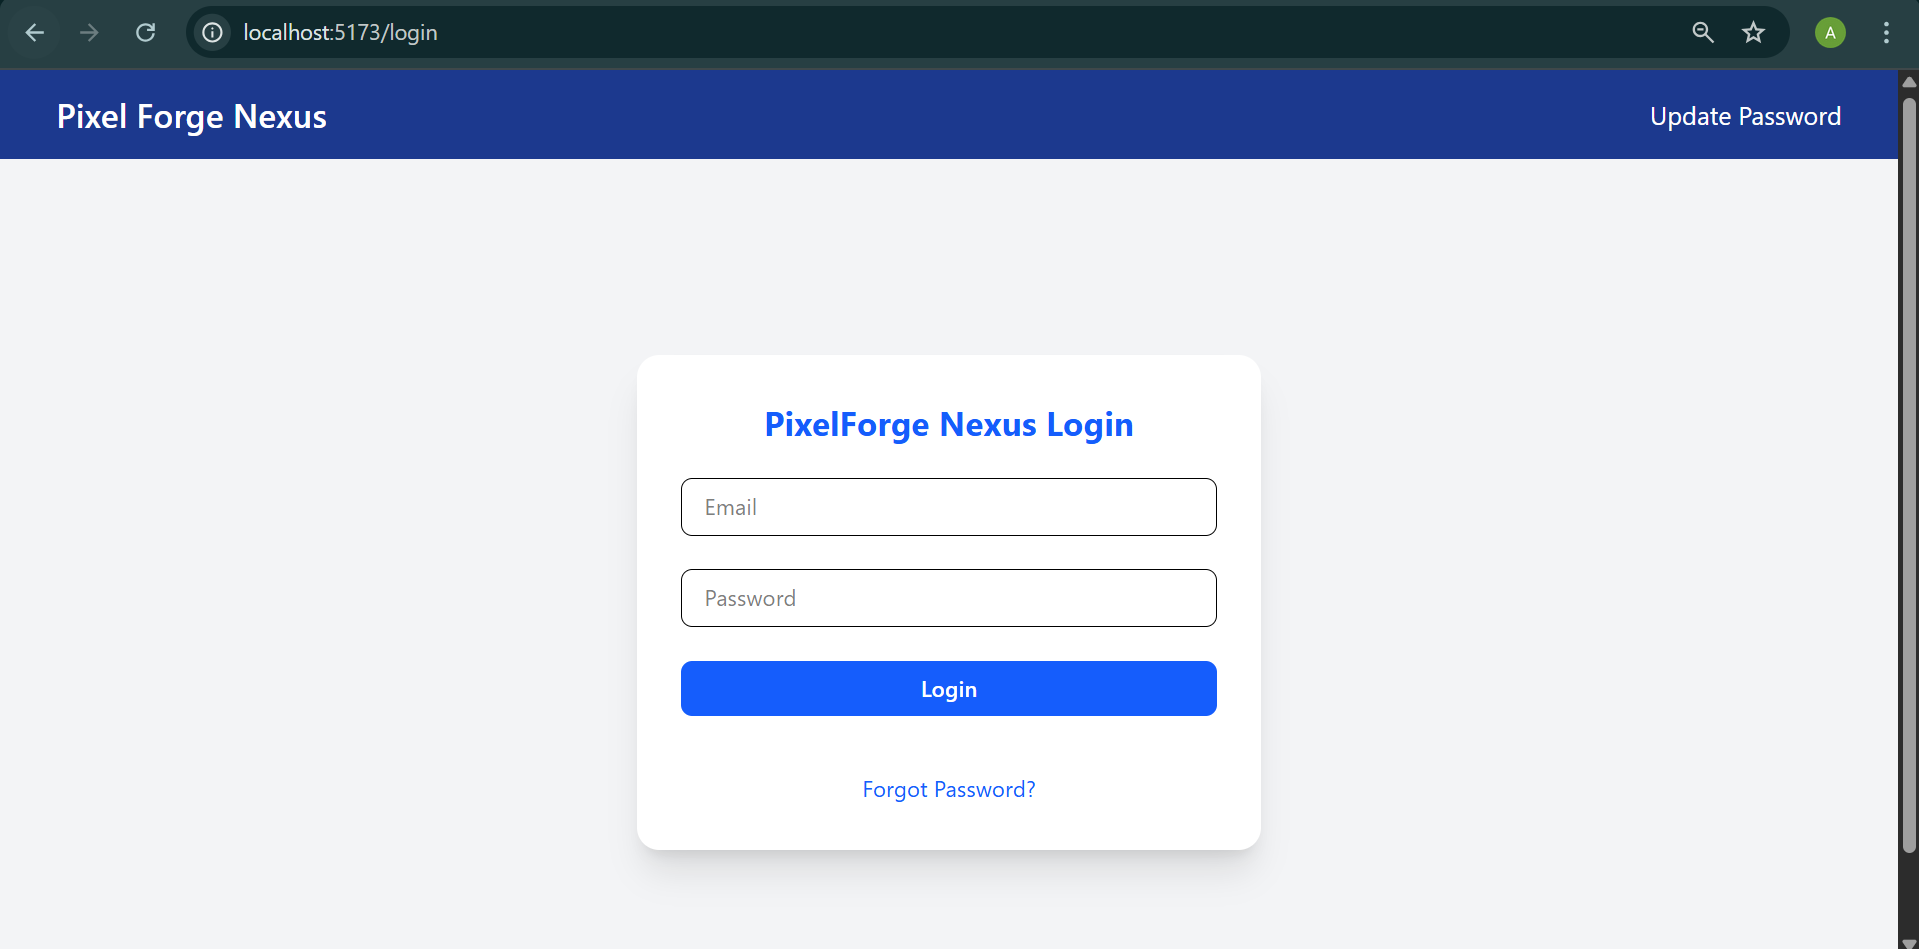 localhost:5173/login
A
Pixel Forge Nexus
Update Password
PixelForge Nexus Login
Email
Password
Login
Forgot Password?